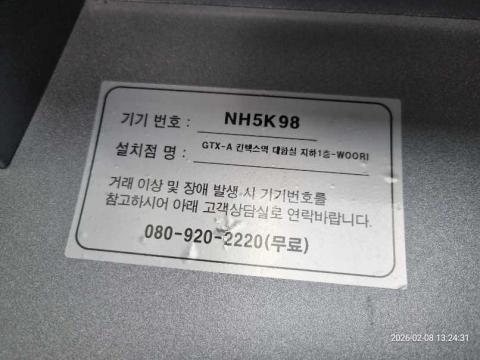 기기 번호 : NH5K98
설치점 명 : GTX-A 킨텍스역 대합실 지하1층-WOORI
거래 이상 및 장애 발생 시 기기번호를
참고하시어 아래 고객상담실로 연락바랍니다.
080-920-2220(무료)
2026-02-08 13:24:31